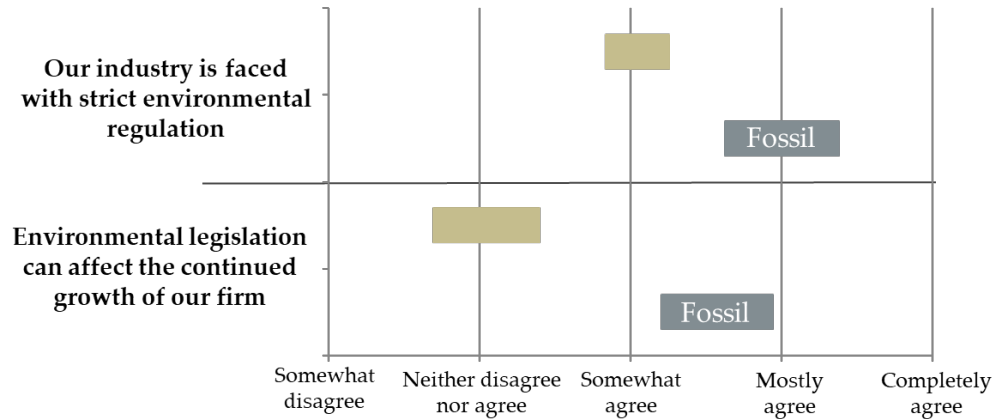 Our industry is faced
with strict environmental
regulation
Fossil
Environmental legislation
can affect the continued
growth of our firm
Fossil
Somewhat
disagree
Neither disagree
nor agree
Somewhat
agree
Mostly
agree
Completely
agree